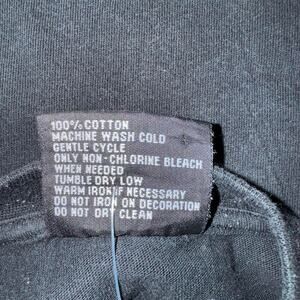 100% COTTON
MACHINE WASH COLD
GENTLE CYCLE
ONLY NON-CHLORINE BLEACH
WHEN NEEDED
TUMBLE DRY LOW
WARM IRON IF NECESSARY
DO NOT IRON ON DECORATION
DO NOT DRY CLEAN